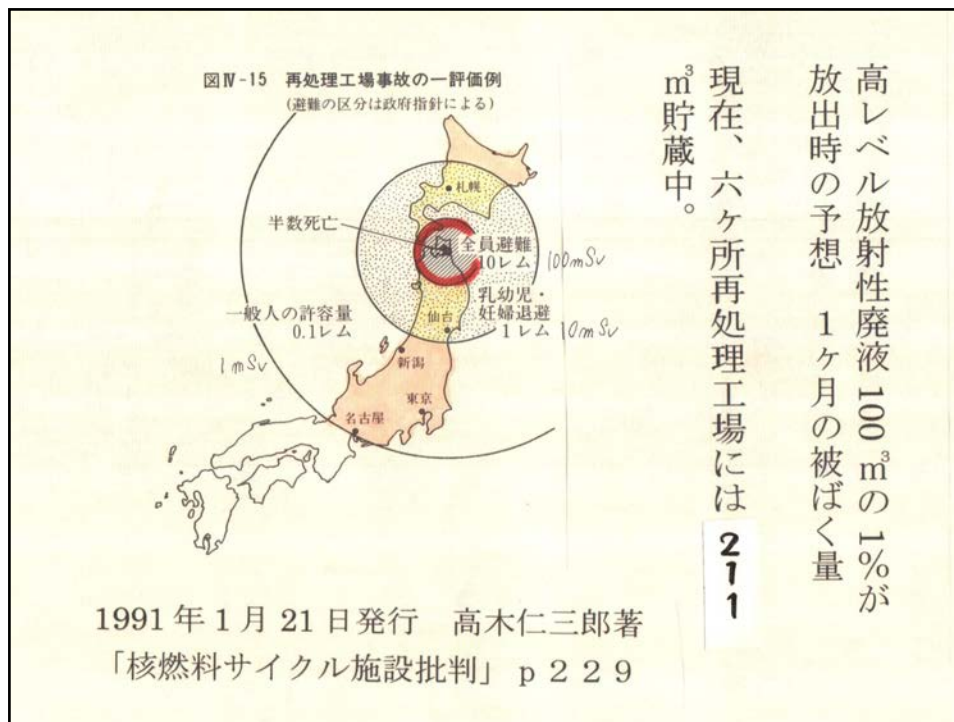 高レベル放射性廃液100㎥の1%が
放出時の予想 1ヶ月の被ばく量
現在、六ヶ所再処理工場には211
㎥貯蔵中。
図Ⅳ-15 再処理工場事故の一評価例
(避難の区分は政府指針による)
札幌
半数死亡
全員避難
10レム 100mSv
乳幼児・
妊婦退避
1レム 10mSv
一般人の許容量
0.1レム
1mSv
仙台
新潟
東京
名古屋
1991年1月21日発行 高木仁三郎著
「核燃料サイクル施設批判」p229